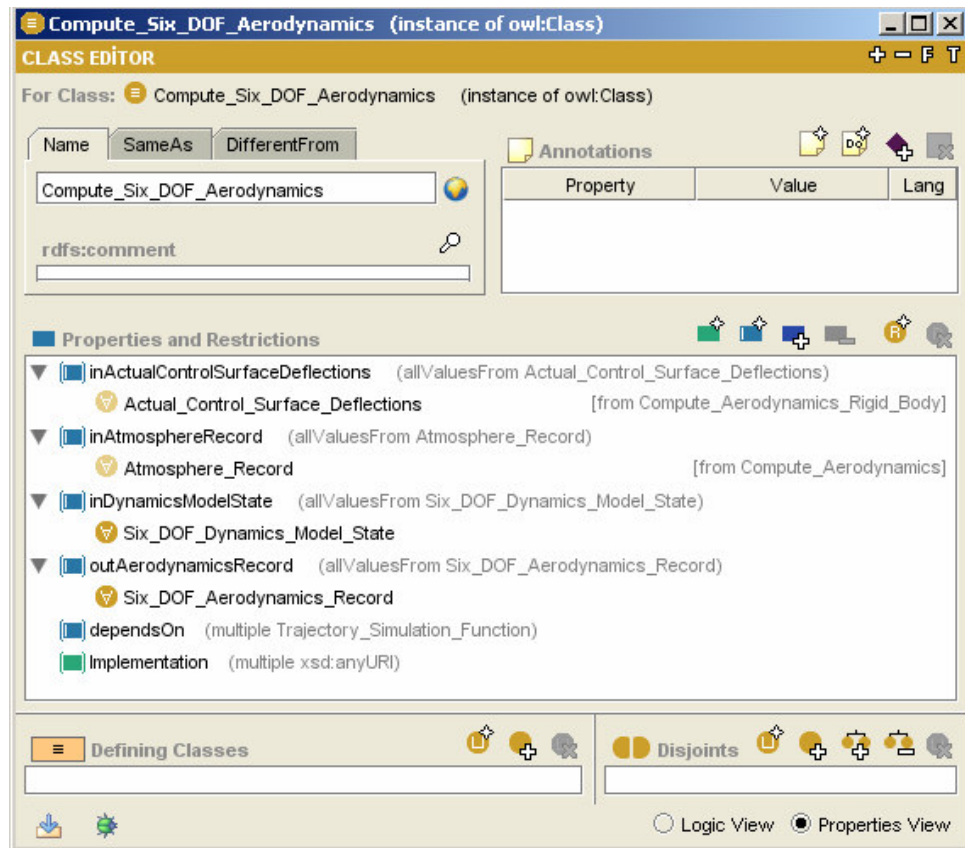 Compute_Six_DOF_Aerodynamics (instance of owl:Class)
CLASS EDİTOR
F T
For Class: Compute_Six_DOF_Aerodynamics (instance of owl:Class)
Name SameAs DifferentFrom
Annotations
Compute_Six_DOF_Aerodynamics
Property Value Lang
rdfs:comment
Properties and Restrictions
inActualControlSurfaceDeflections (allValuesFrom Actual_Control_Surface_Deflections)
Actual_Control_Surface_Deflections [from Compute_Aerodynamics_Rigid_Body]
inAtmosphereRecord (allValuesFrom Atmosphere_Record)
Atmosphere_Record [from Compute_Aerodynamics]
inDynamicsModelState (allValuesFrom Six_DOF_Dynamics_Model_State)
Six_DOF_Dynamics_Model_State
outAerodynamicsRecord (allValuesFrom Six_DOF_Aerodynamics_Record)
Six_DOF_Aerodynamics_Record
dependsOn (multiple Trajectory_Simulation_Function)
Implementation (multiple xsd:anyURI)
Defining Classes
Disjoints
Logic View Properties View